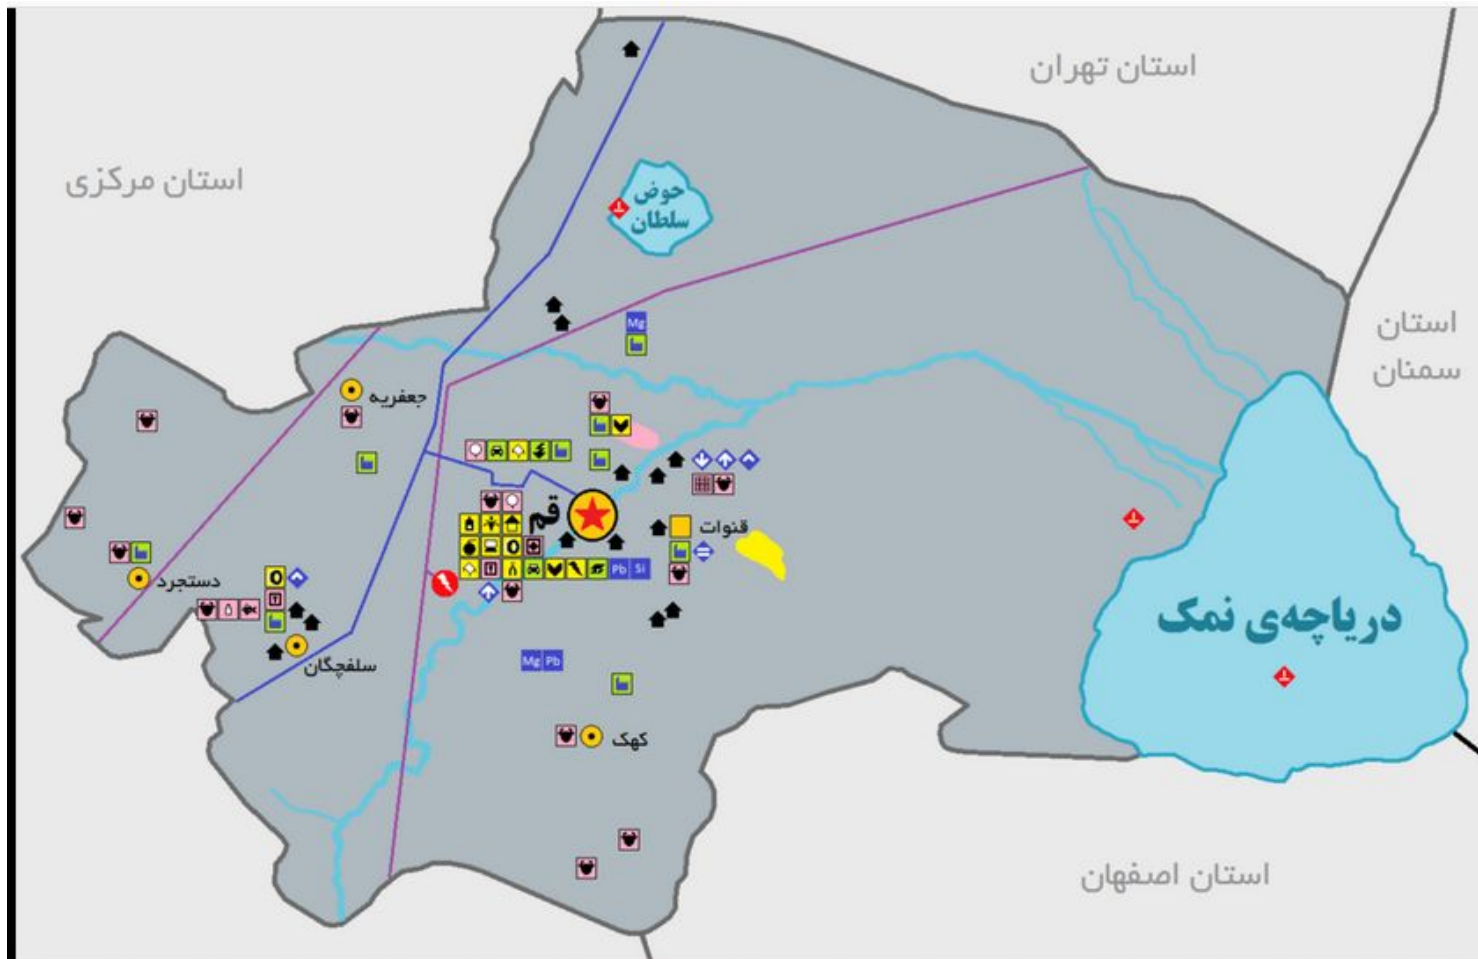 استان تهران
استان مرکزی
حوض
سلطان
استان
سمنان
Mg
جعفریه
قم
قنوات
Pb Si
دستجرد
دریاچه‌ی نمک
سلفچگان
Mg Pb
کهک
استان اصفهان